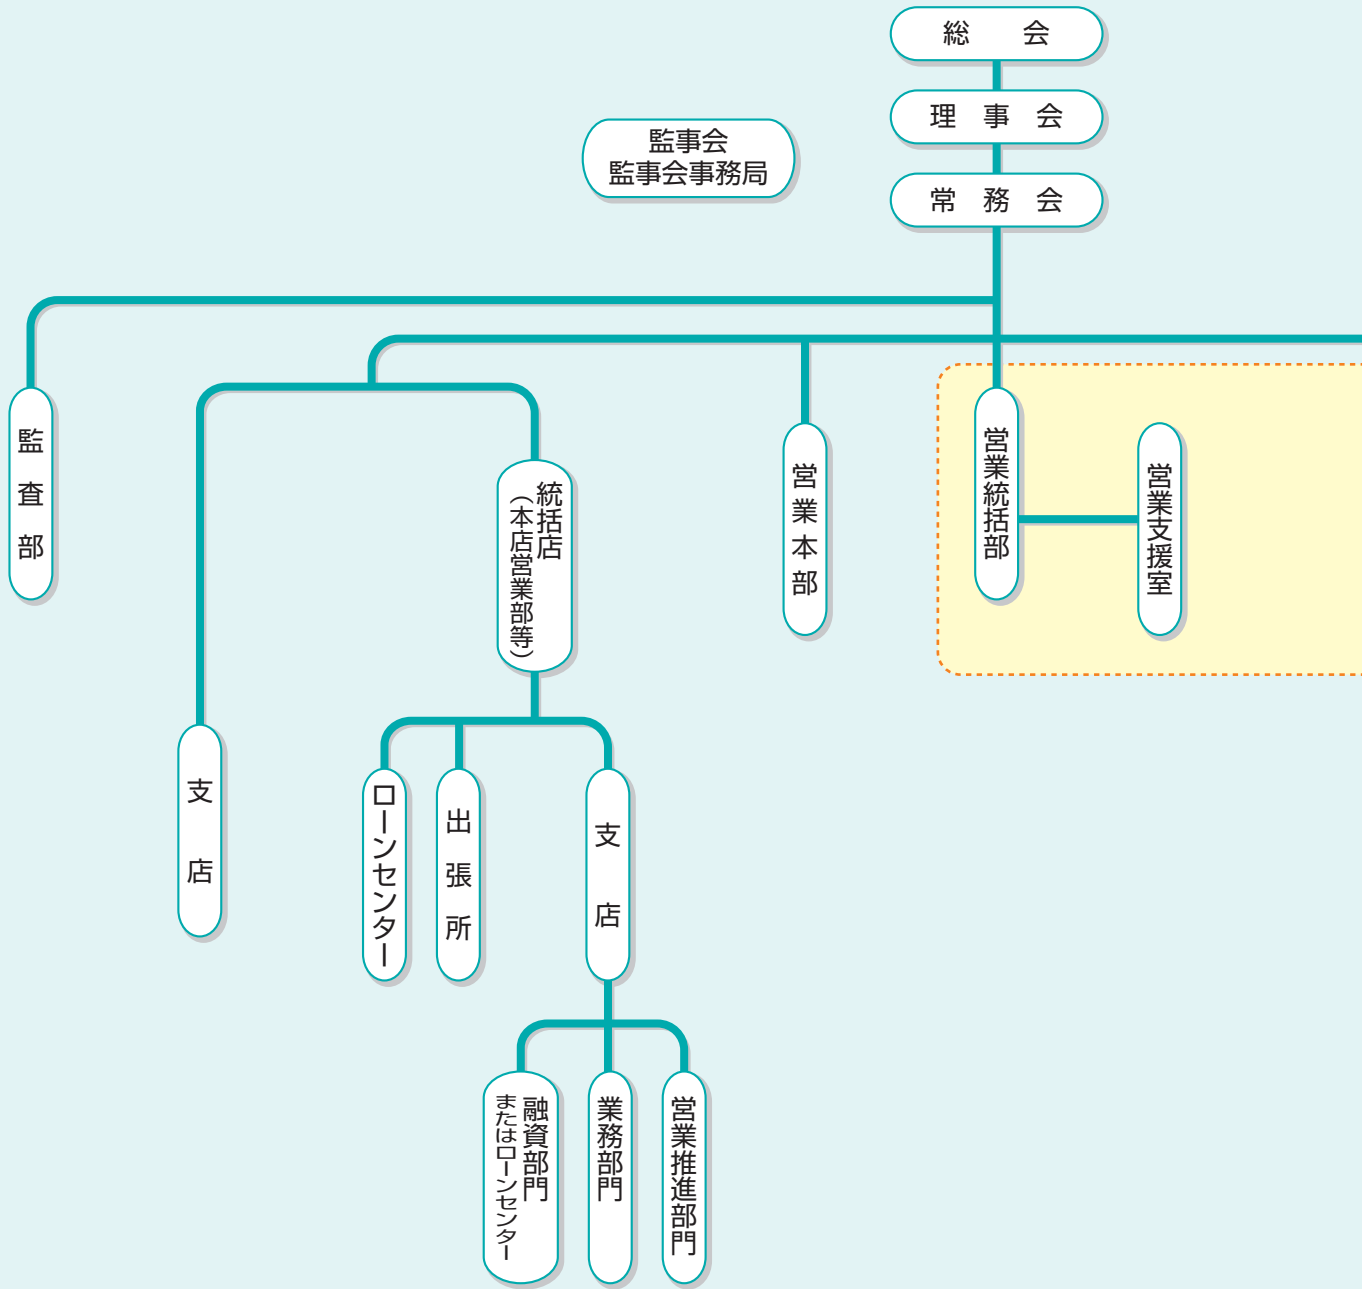 総会
理事会
監事会
監事会事務局
常務会
監査部
統括店
（本店営業部等）
営業本部
営業統括部
営業支援室
支店
ローンセンター
出張所
支店
融資部門
またはローンセンター
業務部門
営業推進部門